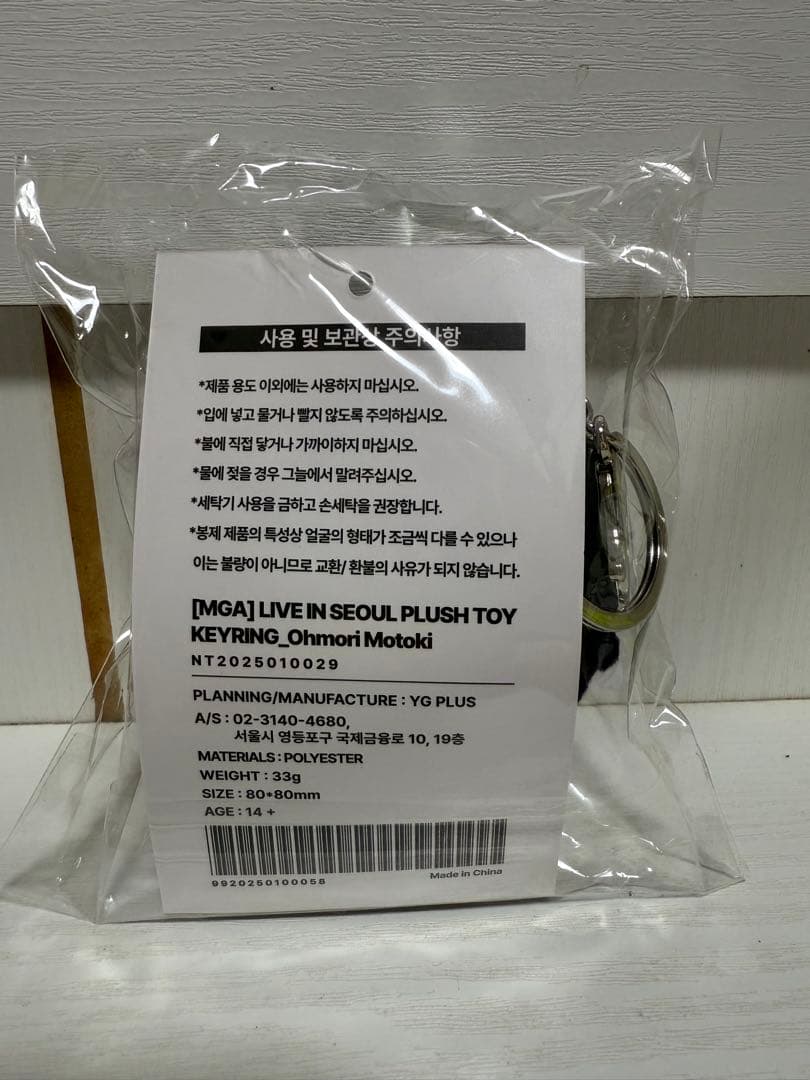 사용 및 보관상 주의사항
*제품 용도 이외에는 사용하지 마십시오.
*입에 넣고 물거나 빨지 않도록 주의하십시오.
*불에 직접 닿거나 가까이하지 마십시오.
*물에 젖을 경우 그늘에서 말려주십시오.
*세탁기 사용을 금하고 손세탁을 권장합니다.
*봉제 제품의 특성상 얼굴의 형태가 조금씩 다를 수 있으나
이는 불량이 아니므로 교환/ 환불의 사유가 되지 않습니다.
[MGA] LIVE IN SEOUL PLUSH TOY
KEYRING_Ohmori Motoki
NT2025010029
PLANNING/MANUFACTURE : YG PLUS
A/S : 02-3140-4680,
서울시 영등포구 국제금융로 10, 19층
MATERIALS : POLYESTER
WEIGHT : 33g
SIZE : 80*80mm
AGE : 14 +
9920250100058
Made in China